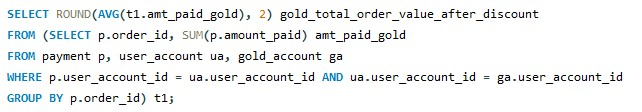 SELECT ROUND(AVG(t1.amt_paid_gold), 2) gold_total_order_value_after_discount
FROM (SELECT p.order_id, SUM(p.amount_paid) amt_paid_gold
FROM payment p, user_account ua, gold_account ga
WHERE p.user_account_id = ua.user_account_id AND ua.user_account_id = ga.user_account_id
GROUP BY p.order_id) t1;